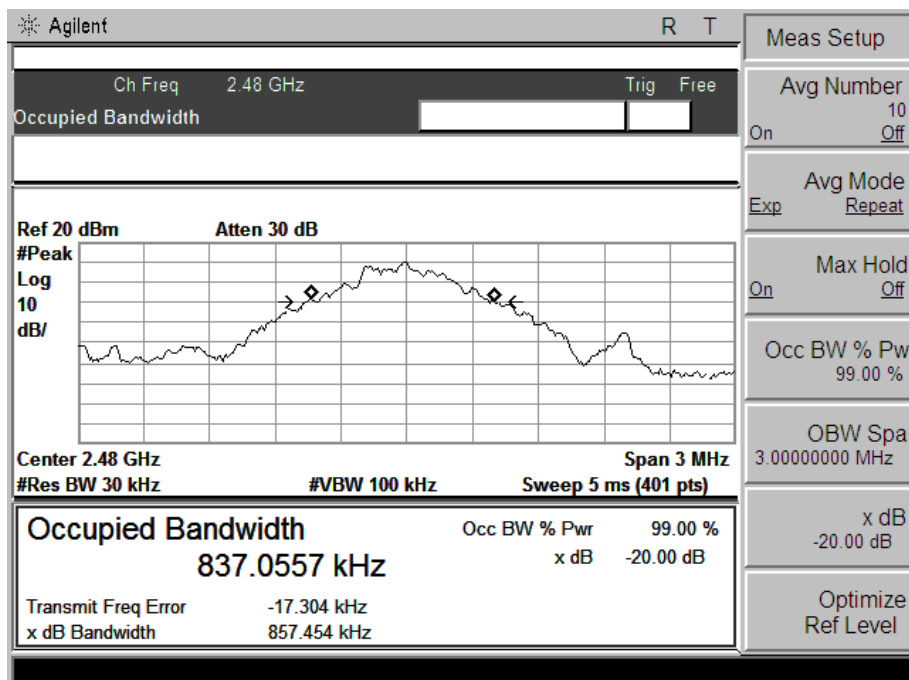 Agilent R T
Ch Freq 2.48 GHz Trig Free
Occupied Bandwidth
Ref 20 dBm Atten 30 dB
#Peak
Log
10
dB/
Center 2.48 GHz Span 3 MHz
#Res BW 30 kHz #VBW 100 kHz Sweep 5 ms (401 pts)
Occupied Bandwidth Occ BW % Pwr 99.00 %
837.0557 kHz x dB -20.00 dB
Transmit Freq Error -17.304 kHz
x dB Bandwidth 857.454 kHz
Meas Setup
Avg Number
10
On Off
Avg Mode
Exp Repeat
Max Hold
On Off
Occ BW % Pw
99.00 %
OBW Spa
3.00000000 MHz
x dB
-20.00 dB
Optimize
Ref Level